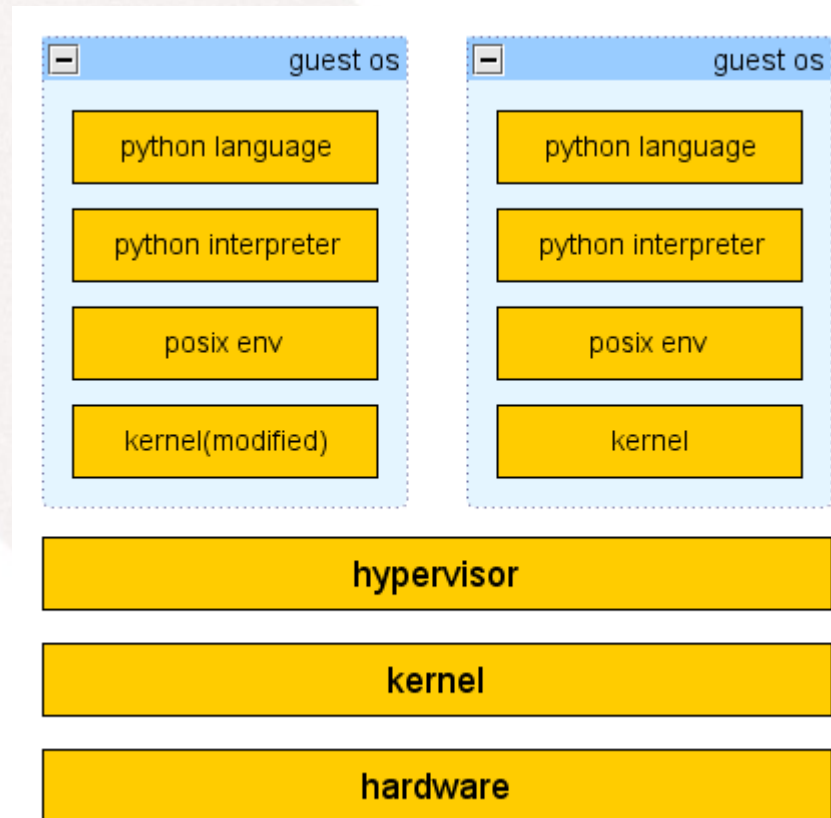 guest os
python language
python interpreter
posix env
kernel(modified)
guest os
python language
python interpreter
posix env
kernel
hypervisor
kernel
hardware